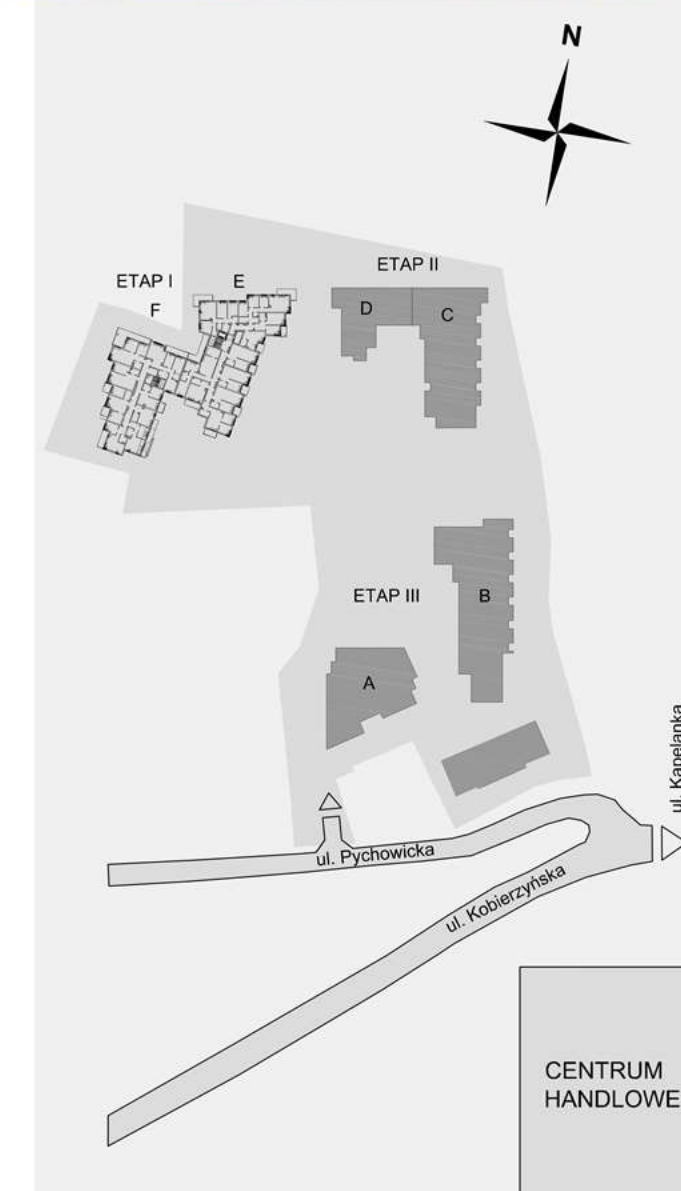 N
ETAP II
ETAP I
E
F
D
C
ETAP III
B
A
ul. Kapelanka
ul. Pychowicka
ul. Kobierzyńska
CENTRUM
HANDLOWE